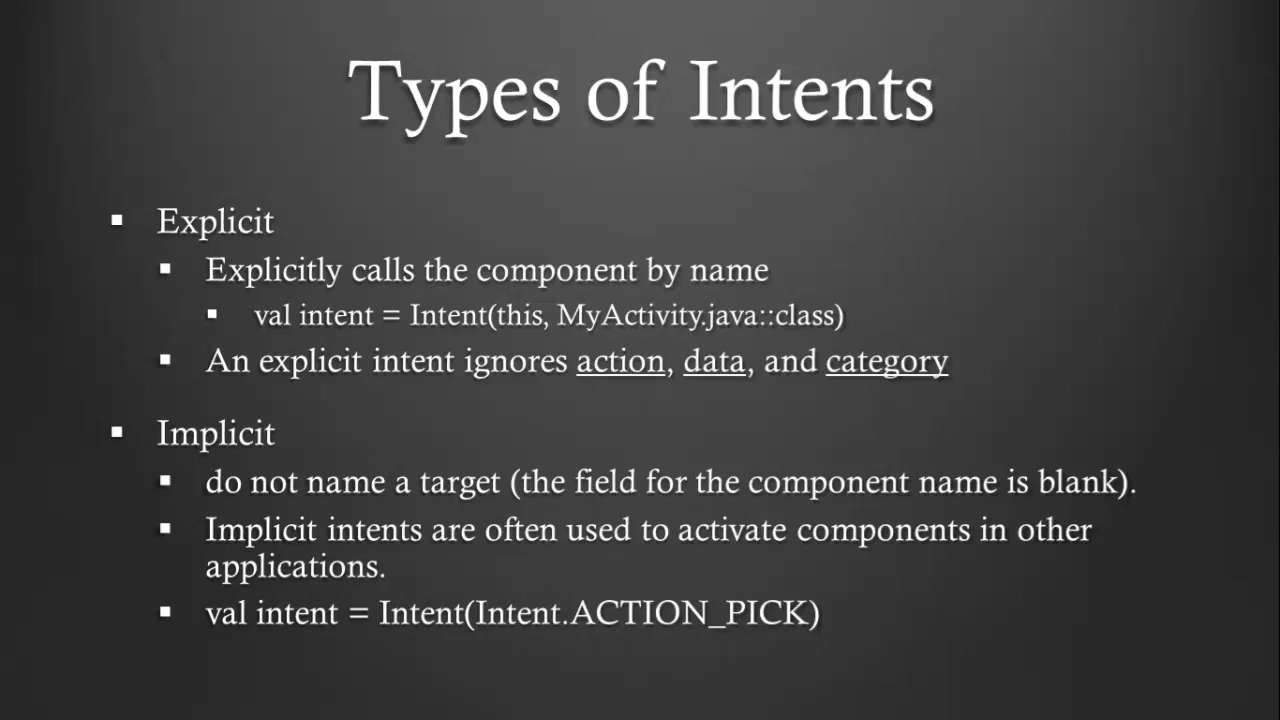 Types of Intents
▪ Explicit
▪ Explicitly calls the component by name
▪ val intent = Intent(this, MyActivity.java::class)
▪ An explicit intent ignores action, data, and category
▪ Implicit
▪ do not name a target (the field for the component name is blank).
▪ Implicit intents are often used to activate components in other
applications.
▪ val intent = Intent(Intent.ACTION_PICK)